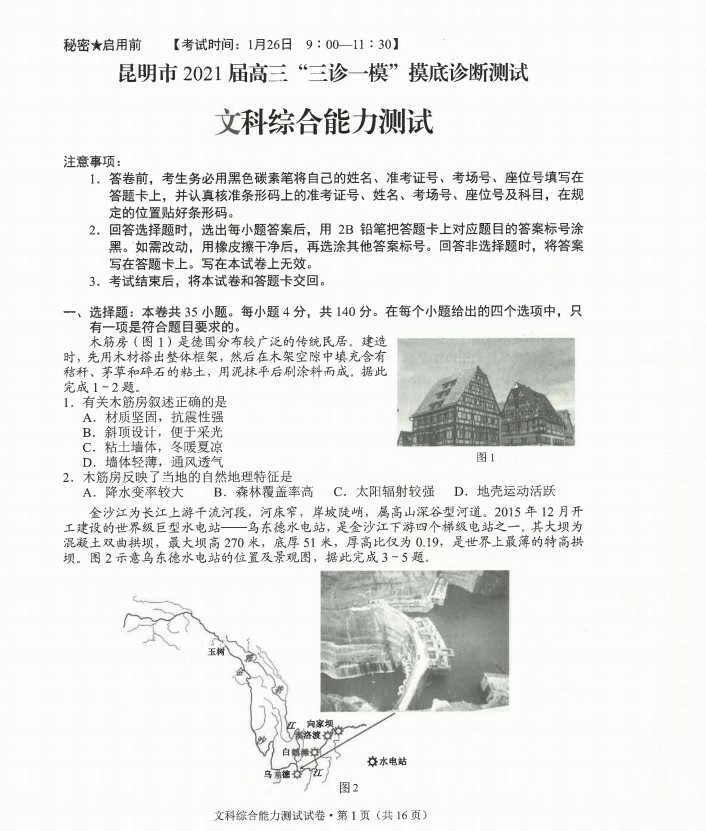 秘密★启用前 【考试时间：1月26日 9：00—11：30】
昆明市 2021 届高三“三诊一模”摸底诊断测试
文科综合能力测试
注意事项：
1．答卷前，考生务必用黑色碳素笔将自己的姓名、准考证号、考场号、座位号填写在
答题卡上，并认真核准条形码上的准考证号、姓名、考场号、座位号及科目，在规
定的位置贴好条形码。
2．回答选择题时，选出每小题答案后，用 2B 铅笔把答题卡上对应题目的答案标号涂
黑。如需改动，用橡皮擦干净后，再选涂其他答案标号。回答非选择题时，将答案
写在答题卡上。写在本试卷上无效。
3．考试结束后，将本试卷和答题卡交回。
一、选择题：本卷共 35 小题。每小题 4 分，共 140 分。在每个小题给出的四个选项中，只
有一项是符合题目要求的。
木筋房（图 1）是德国分布较广泛的传统民居。建造
时，先用木材搭出整体框架，然后在木架空隙中填充含有
秸秆、茅草和碎石的粘土，用泥抹平后刷涂料而成。据此
完成 1~2 题。
1．有关木筋房叙述正确的是
A．材质坚固，抗震性强
B．斜顶设计，便于采光
C．粘土墙体，冬暖夏凉
D．墙体轻薄，通风透气
图 1
2．木筋房反映了当地的自然地理特征是
A．降水变率较大 B．森林覆盖率高 C．太阳辐射较强 D．地壳运动活跃
金沙江为长江上游干流河段，河床窄，岸坡陡峭，属高山深谷型河道。2015 年 12 月开
工建设的世界级巨型水电站——乌东德水电站，是金沙江下游四个梯级电站之一。其大坝为
混凝土双曲拱坝，最大坝高 270 米，底厚 51 米，厚高比仅为 0.19，是世界上最薄的特高拱
坝。图 2 示意乌东德水电站的位置及景观图，据此完成 3~5 题。
玉树
雅
砻
江
金
沙
江
向家坝
溪洛渡
白鹤滩
乌东德
水电站
图 2
文科综合能力测试试卷·第 1 页（共 16 页）